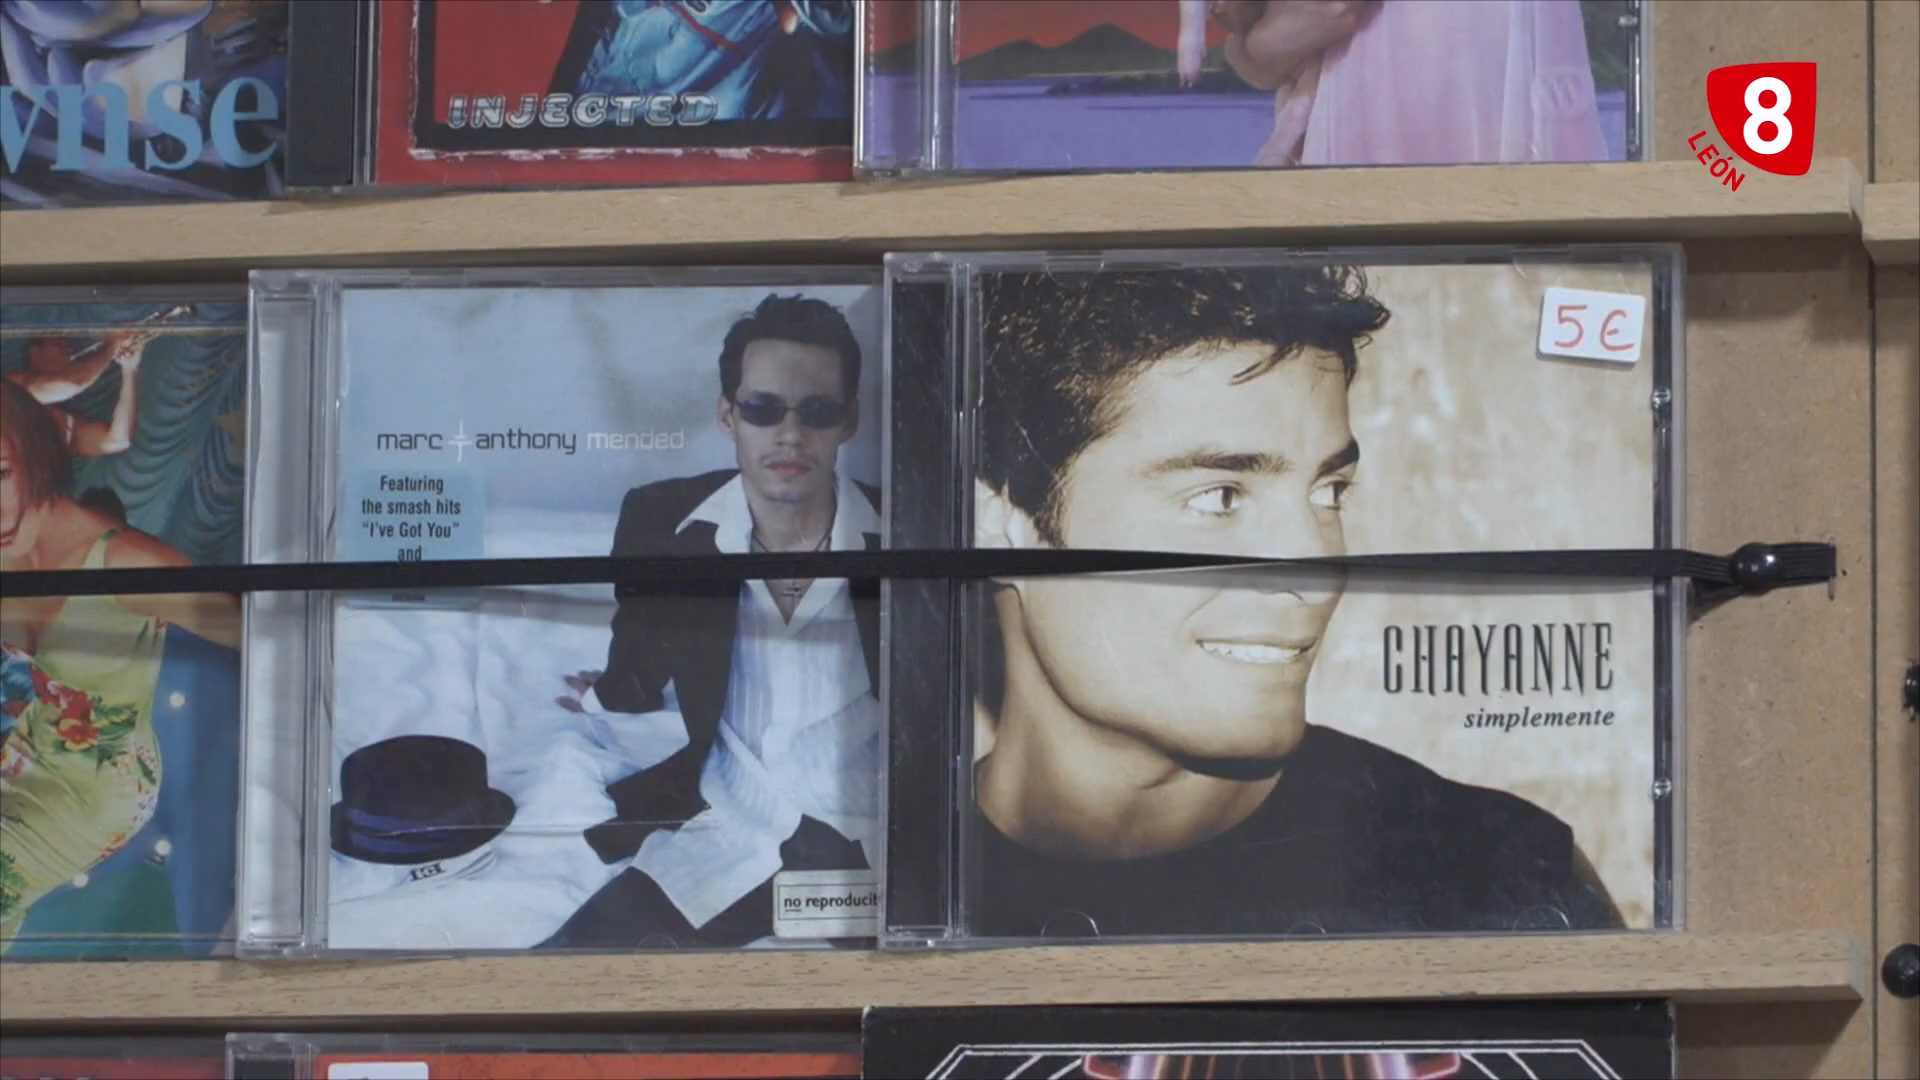 wnse
INJECTED
8
LEÓN
5 €
marc anthony mended
Featuring
the smash hits
"I've Got You"
and
CHAYANNE
simplemente
no reproducit